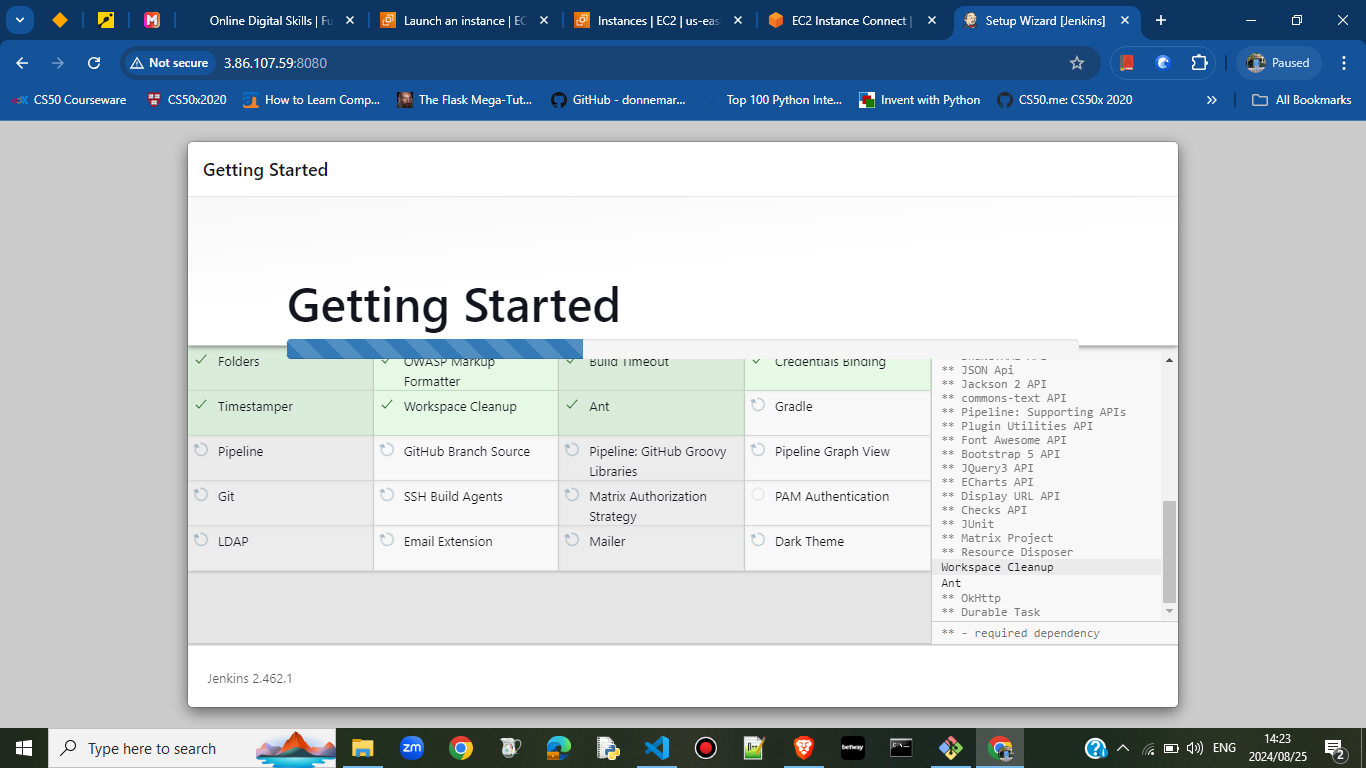 Online Digital Skills | Fu
Launch an instance | EC
Instances | EC2 | us-eas
EC2 Instance Connect |
Setup Wizard [Jenkins]
Not secure
3.86.107.59:8080
Paused
CS50 Courseware
CS50x2020
How to Learn Comp...
The Flask Mega-Tut...
GitHub - donnemar...
Top 100 Python Inte...
Invent with Python
CS50.me: CS50x 2020
»
All Bookmarks
Getting Started
Getting Started
Folders
OWASP Markup
Formatter
Build Timeout
Credentials Binding
Timestamper
Workspace Cleanup
Ant
Gradle
Pipeline
GitHub Branch Source
Pipeline: GitHub Groovy
Libraries
Pipeline Graph View
Git
SSH Build Agents
Matrix Authorization
Strategy
PAM Authentication
LDAP
Email Extension
Mailer
Dark Theme
** JSON Api
** Jackson 2 API
** commons-text API
** Pipeline: Supporting APIs
** Plugin Utilities API
** Font Awesome API
** Bootstrap 5 API
** JQuery3 API
** ECharts API
** Display URL API
** Checks API
** JUnit
** Matrix Project
** Resource Disposer
Workspace Cleanup
Ant
** OkHttp
** Durable Task
** - required dependency
Jenkins 2.462.1
Type here to search
zm
betway
ENG
14:23
2024/08/25
2